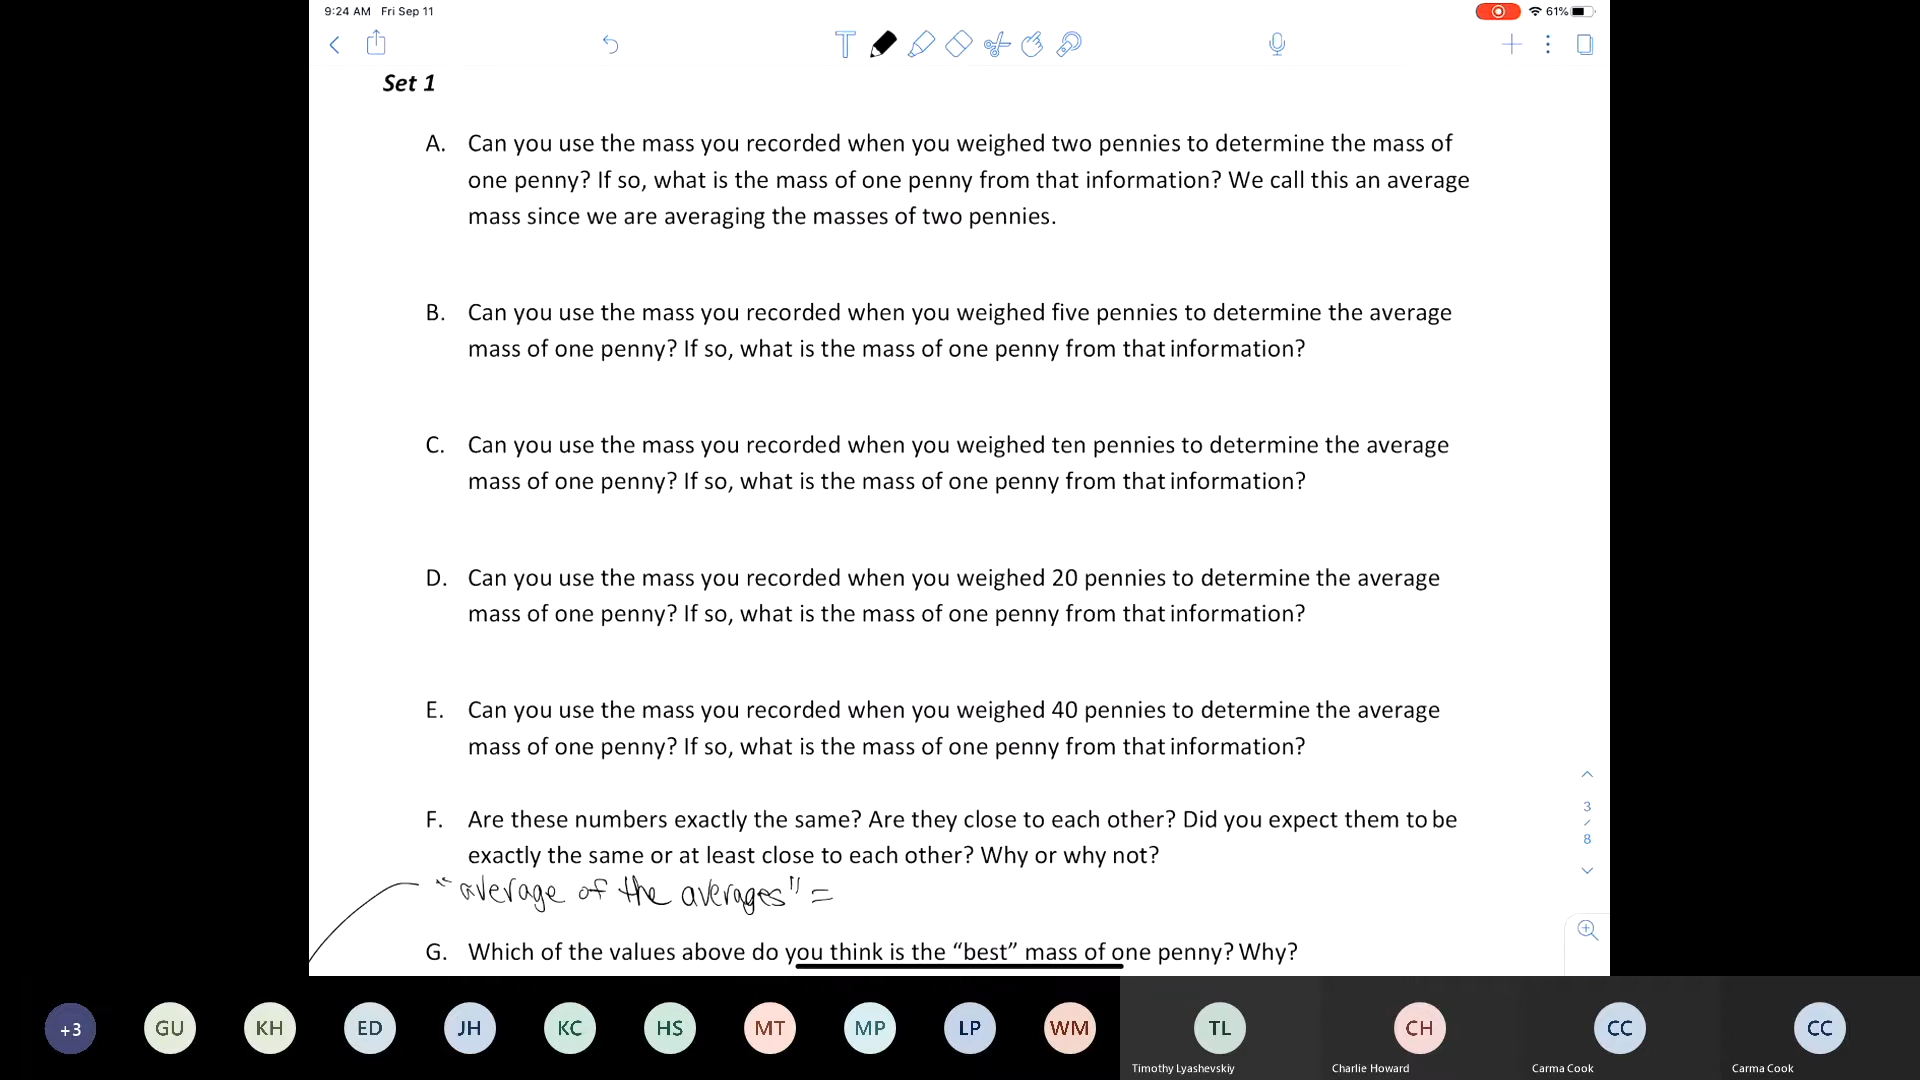 9:24 AM Fri Sep 11
61%
Set 1
A. Can you use the mass you recorded when you weighed two pennies to determine the mass of
one penny? If so, what is the mass of one penny from that information? We call this an average
mass since we are averaging the masses of two pennies.
B. Can you use the mass you recorded when you weighed five pennies to determine the average
mass of one penny? If so, what is the mass of one penny from that information?
C. Can you use the mass you recorded when you weighed ten pennies to determine the average
mass of one penny? If so, what is the mass of one penny from that information?
D. Can you use the mass you recorded when you weighed 20 pennies to determine the average
mass of one penny? If so, what is the mass of one penny from that information?
E. Can you use the mass you recorded when you weighed 40 pennies to determine the average
mass of one penny? If so, what is the mass of one penny from that information?
3
/
8
F. Are these numbers exactly the same? Are they close to each other? Did you expect them to be
exactly the same or at least close to each other? Why or why not?
"average of the averages" =
G. Which of the values above do you think is the “best” mass of one penny? Why?
+3 GU KH ED JH KC HS MT MP LP WM TL CH CC CC
Timothy Lyashevskiy Charlie Howard Carma Cook Carma Cook